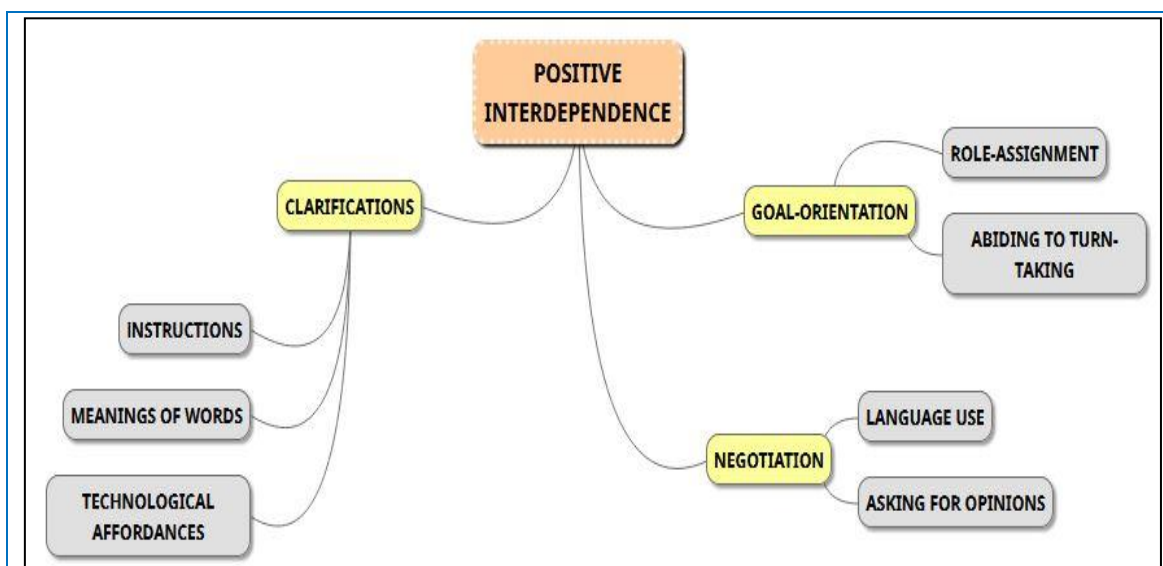 POSITIVE
INTERDEPENDENCE
CLARIFICATIONS
INSTRUCTIONS
MEANINGS OF WORDS
TECHNOLOGICAL
AFFORDANCES
GOAL-ORIENTATION
ROLE-ASSIGNMENT
ABIDING TO TURN-
TAKING
NEGOTIATION
LANGUAGE USE
ASKING FOR OPINIONS